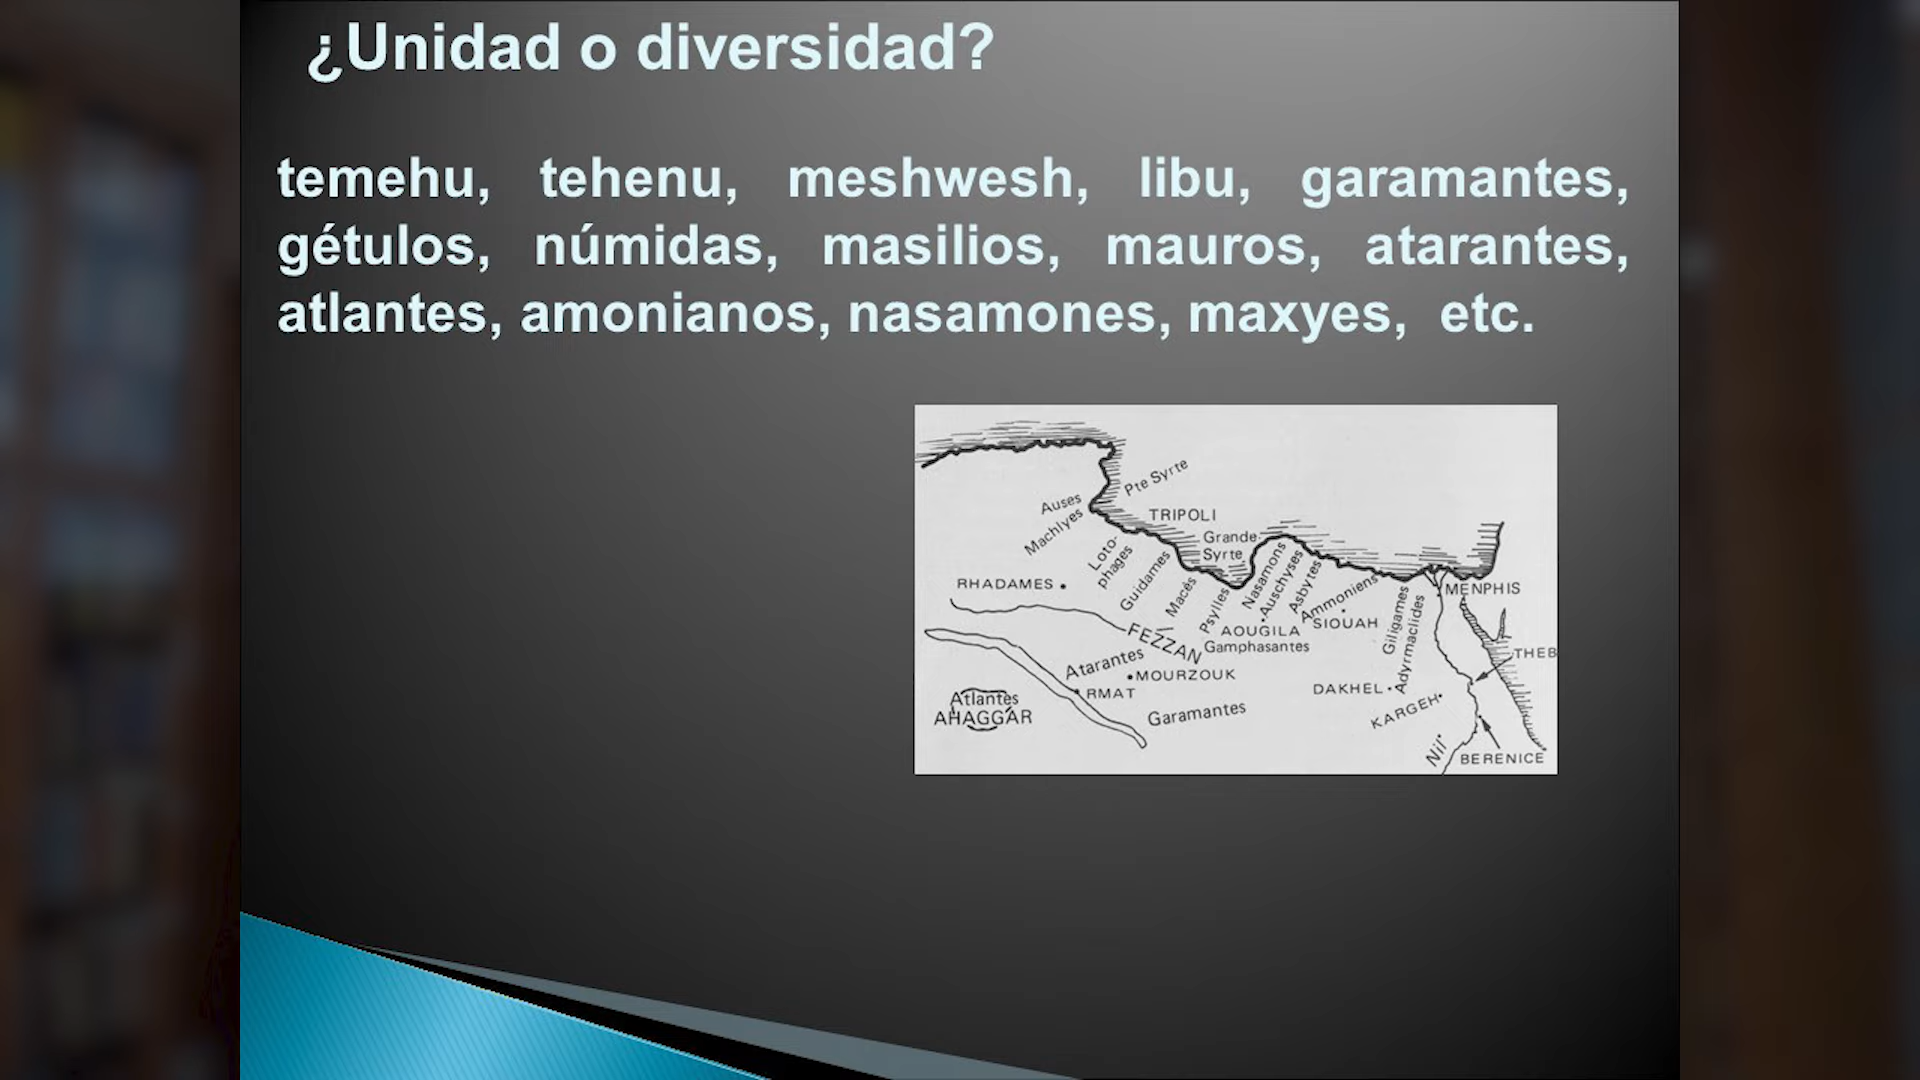 ¿Unidad o diversidad?
temehu, tehenu, meshwesh, libu, garamantes,
gétulos, númidas, masilios, mauros, atarantes,
atlantes, amonianos, nasamones, maxyes, etc.
Pte Syrte
Auses
Machlyes
TRIPOLI
Loto-
phages
Guidames
Grande
Syrte
Macés
Psylles
Nasamons
Auschyses
Asbytes
Ammoniens
MENPHIS
RHADAMES
FEZZAN
AOUGILA
SIOUAH
Gamphasantes
Giligames
Adyrmaclides
THEB
Atarantes
MOURZOUK
RMAT
DAKHEL
KARGEH
Atlantes
AHAGGAR
Garamantes
Nil
BERENICE